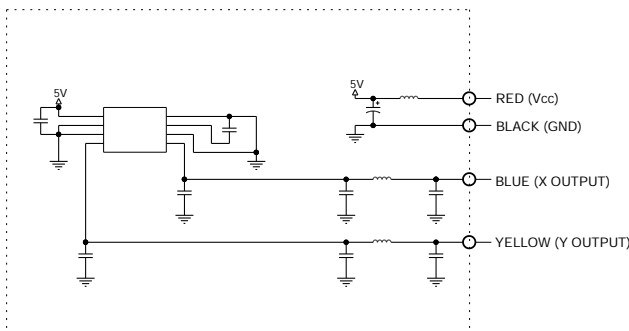 5V
5V
RED (Vcc)
+
BLACK (GND)
BLUE (X OUTPUT)
YELLOW (Y OUTPUT)